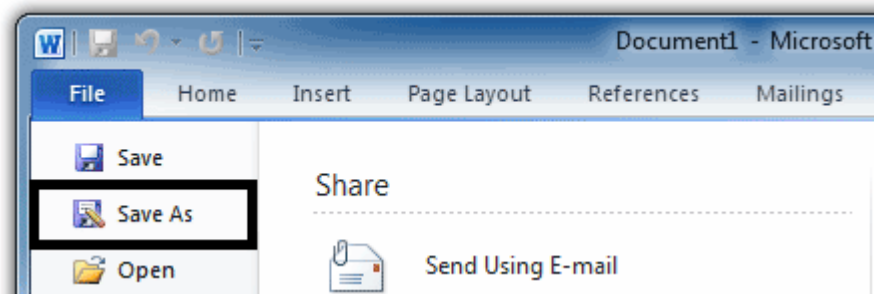 W
Document1 - Microsoft
File Home Insert Page Layout References Mailings
Save
Share
Save As
Send Using E-mail
Open